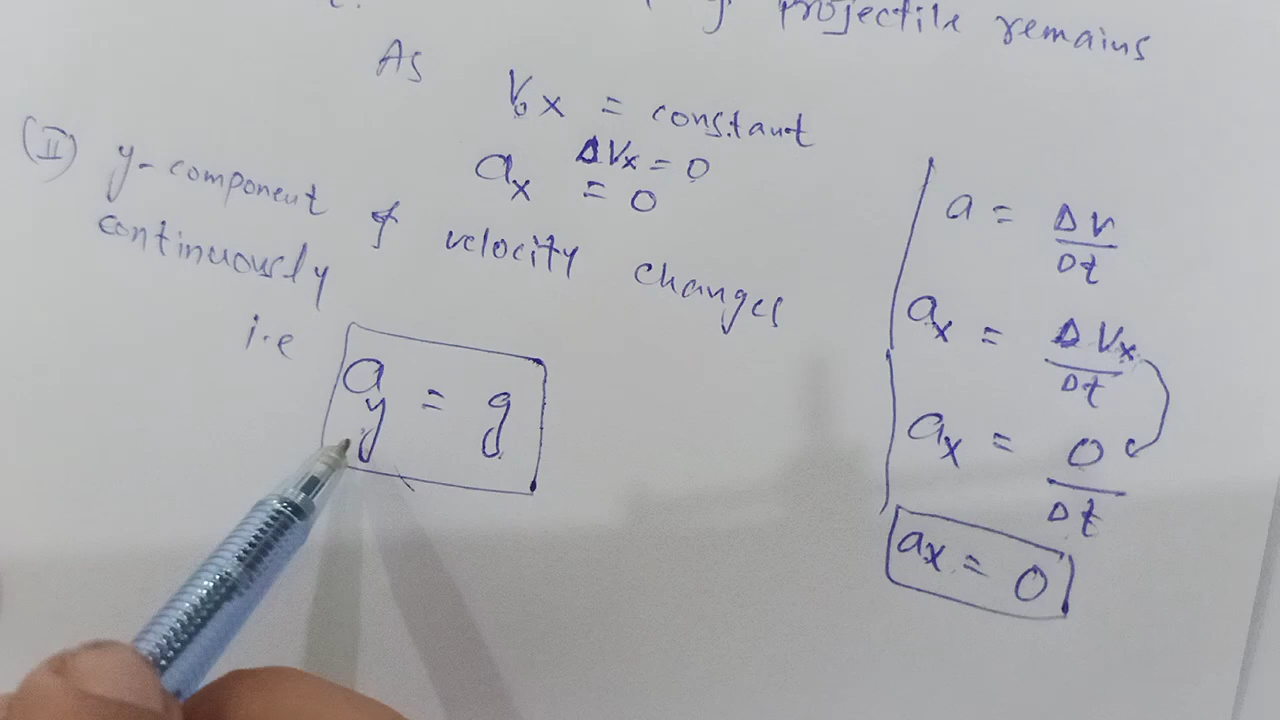 projectile remains
As
Vx = constant
ΔVx = 0
ax = 0
(II) y-component of velocity changes
continuously
i.e
ay = g
a = ΔV/Δt
ax = ΔVx/Δt
ax = 0/Δt
ax = 0